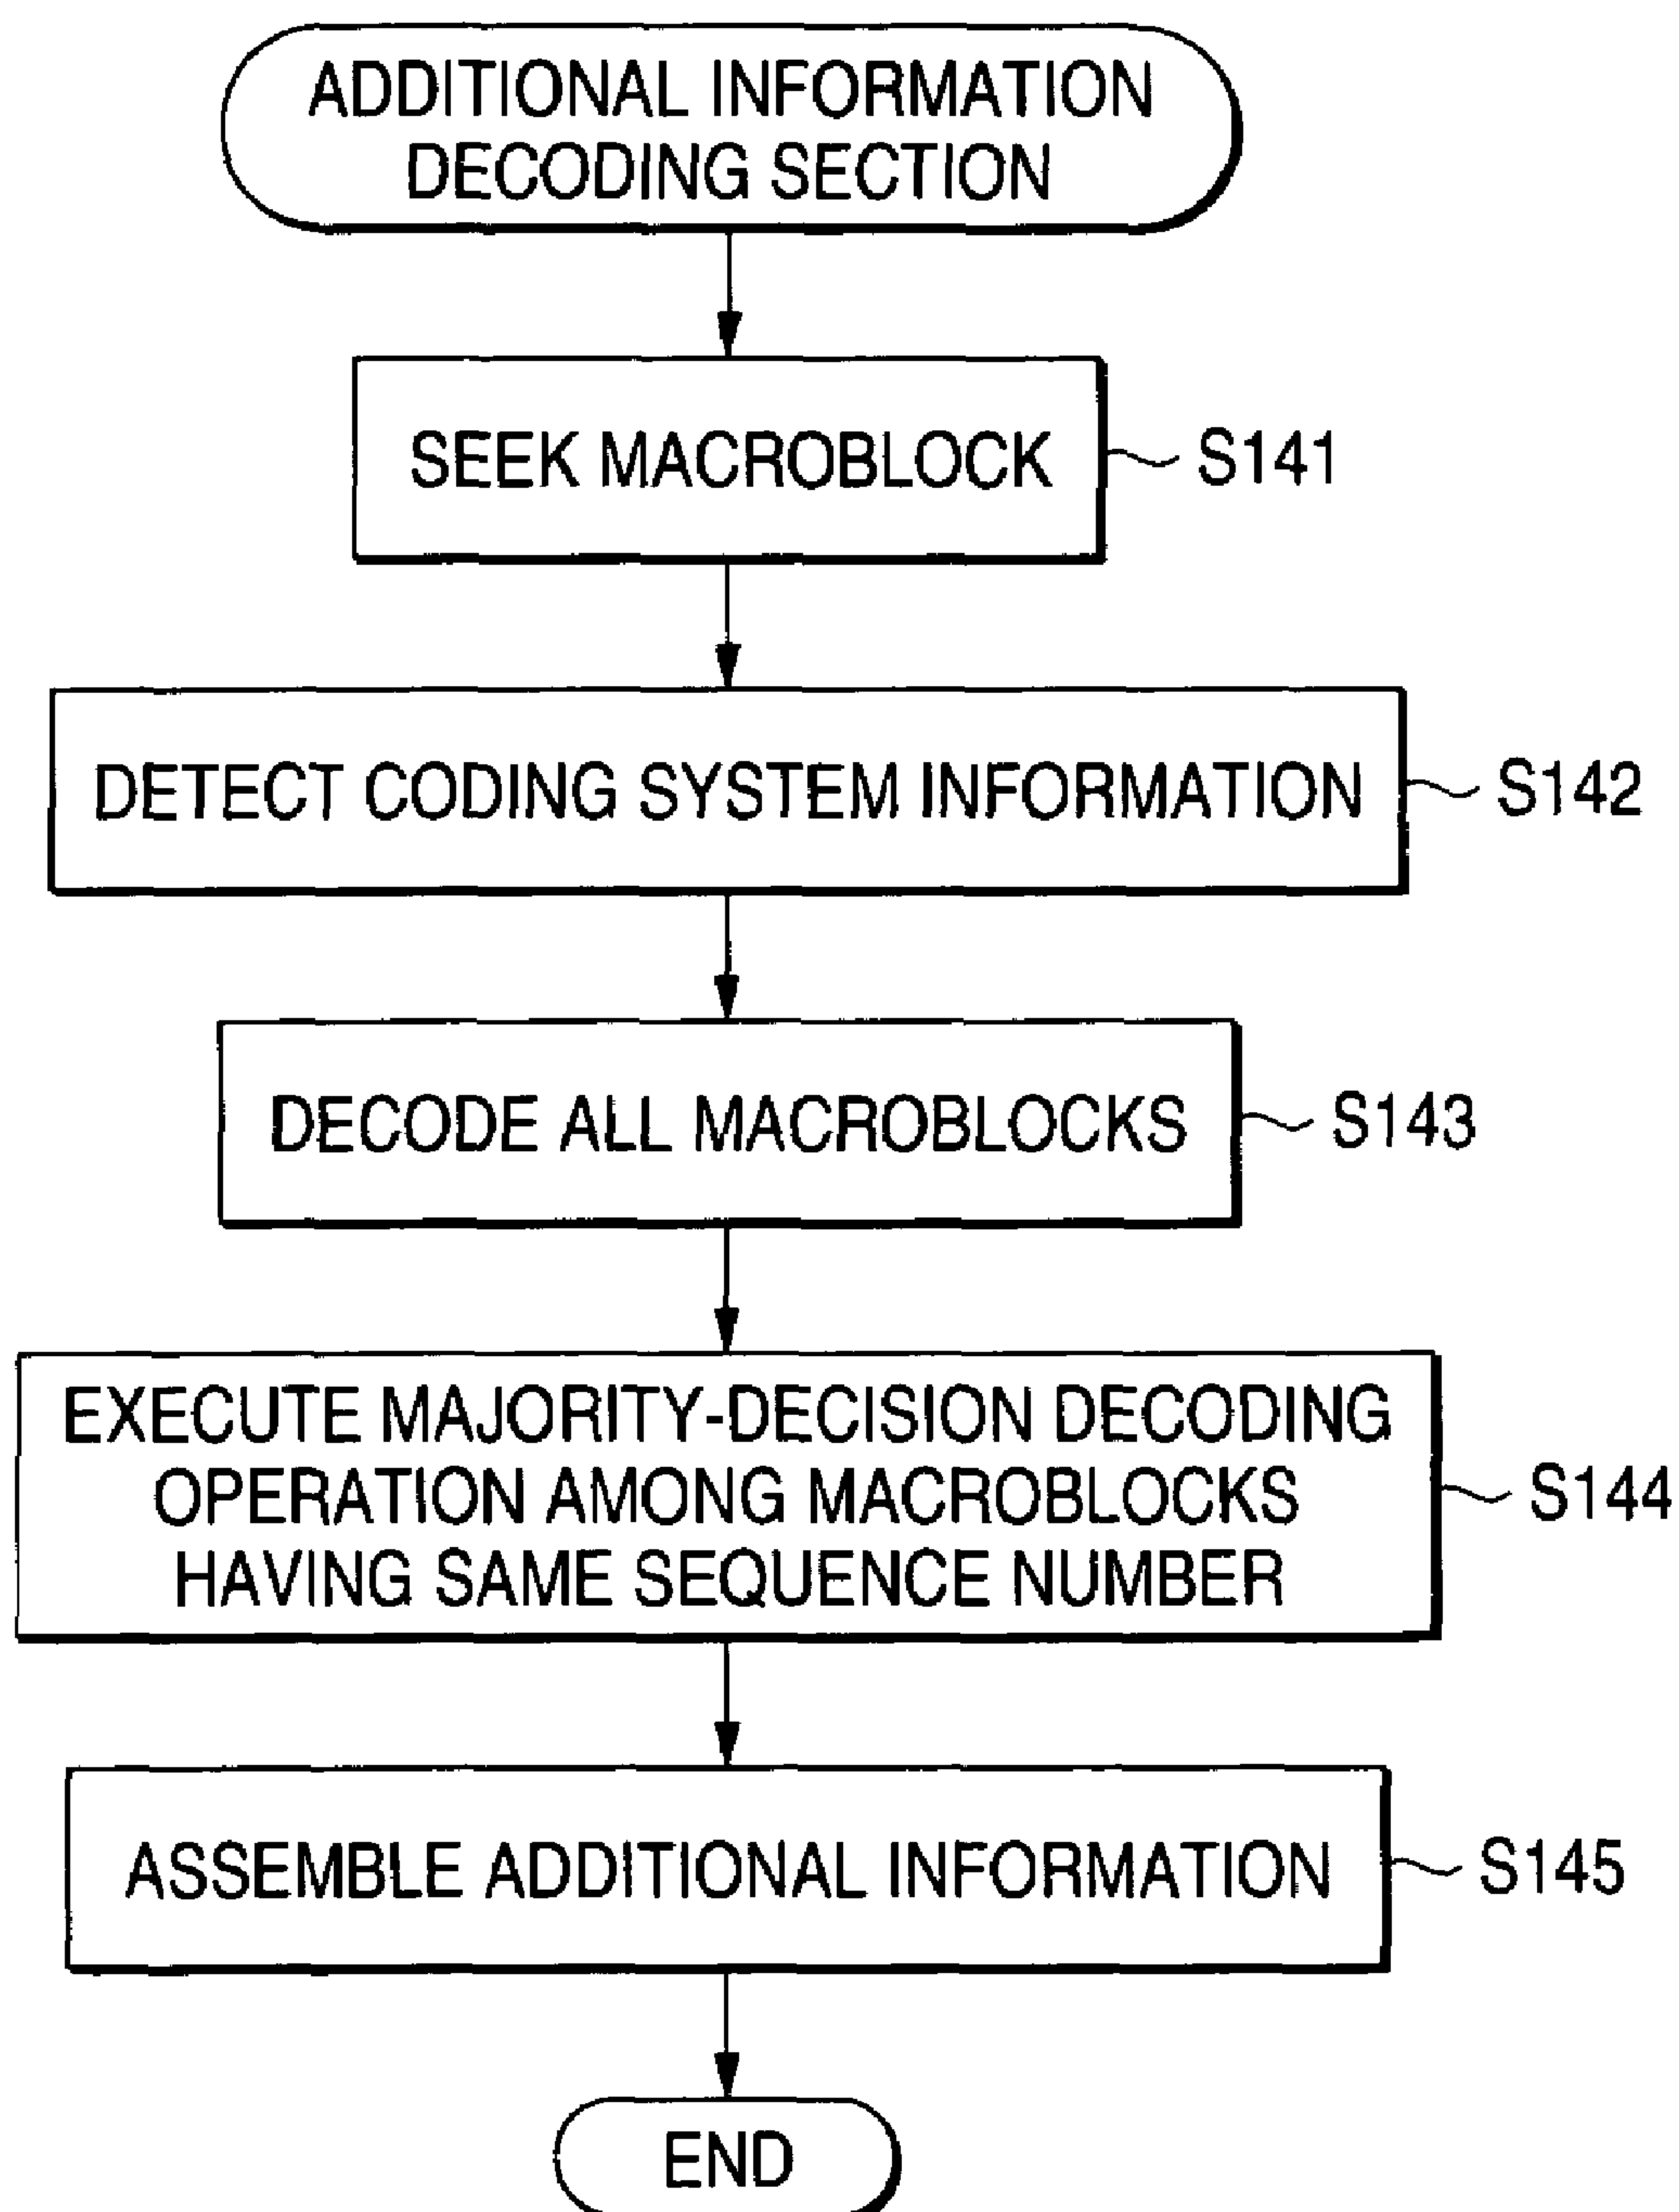 ADDITIONAL INFORMATION
DECODING SECTION
SEEK MACROBLOCK
S141
DETECT CODING SYSTEM INFORMATION
S142
DECODE ALL MACROBLOCKS
S143
EXECUTE MAJORITY-DECISION DECODING
OPERATION AMONG MACROBLOCKS
HAVING SAME SEQUENCE NUMBER
S144
ASSEMBLE ADDITIONAL INFORMATION
S145
END